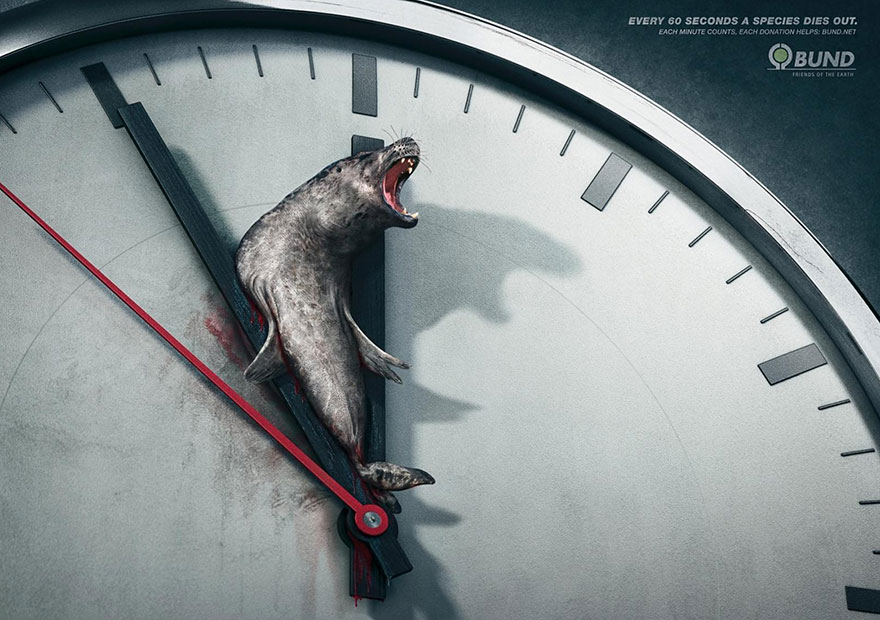 EVERY 60 SECONDS A SPECIES DIES OUT.
EACH MINUTE COUNTS, EACH DONATION HELPS: BUND.NET
BUND
FRIENDS OF THE EARTH